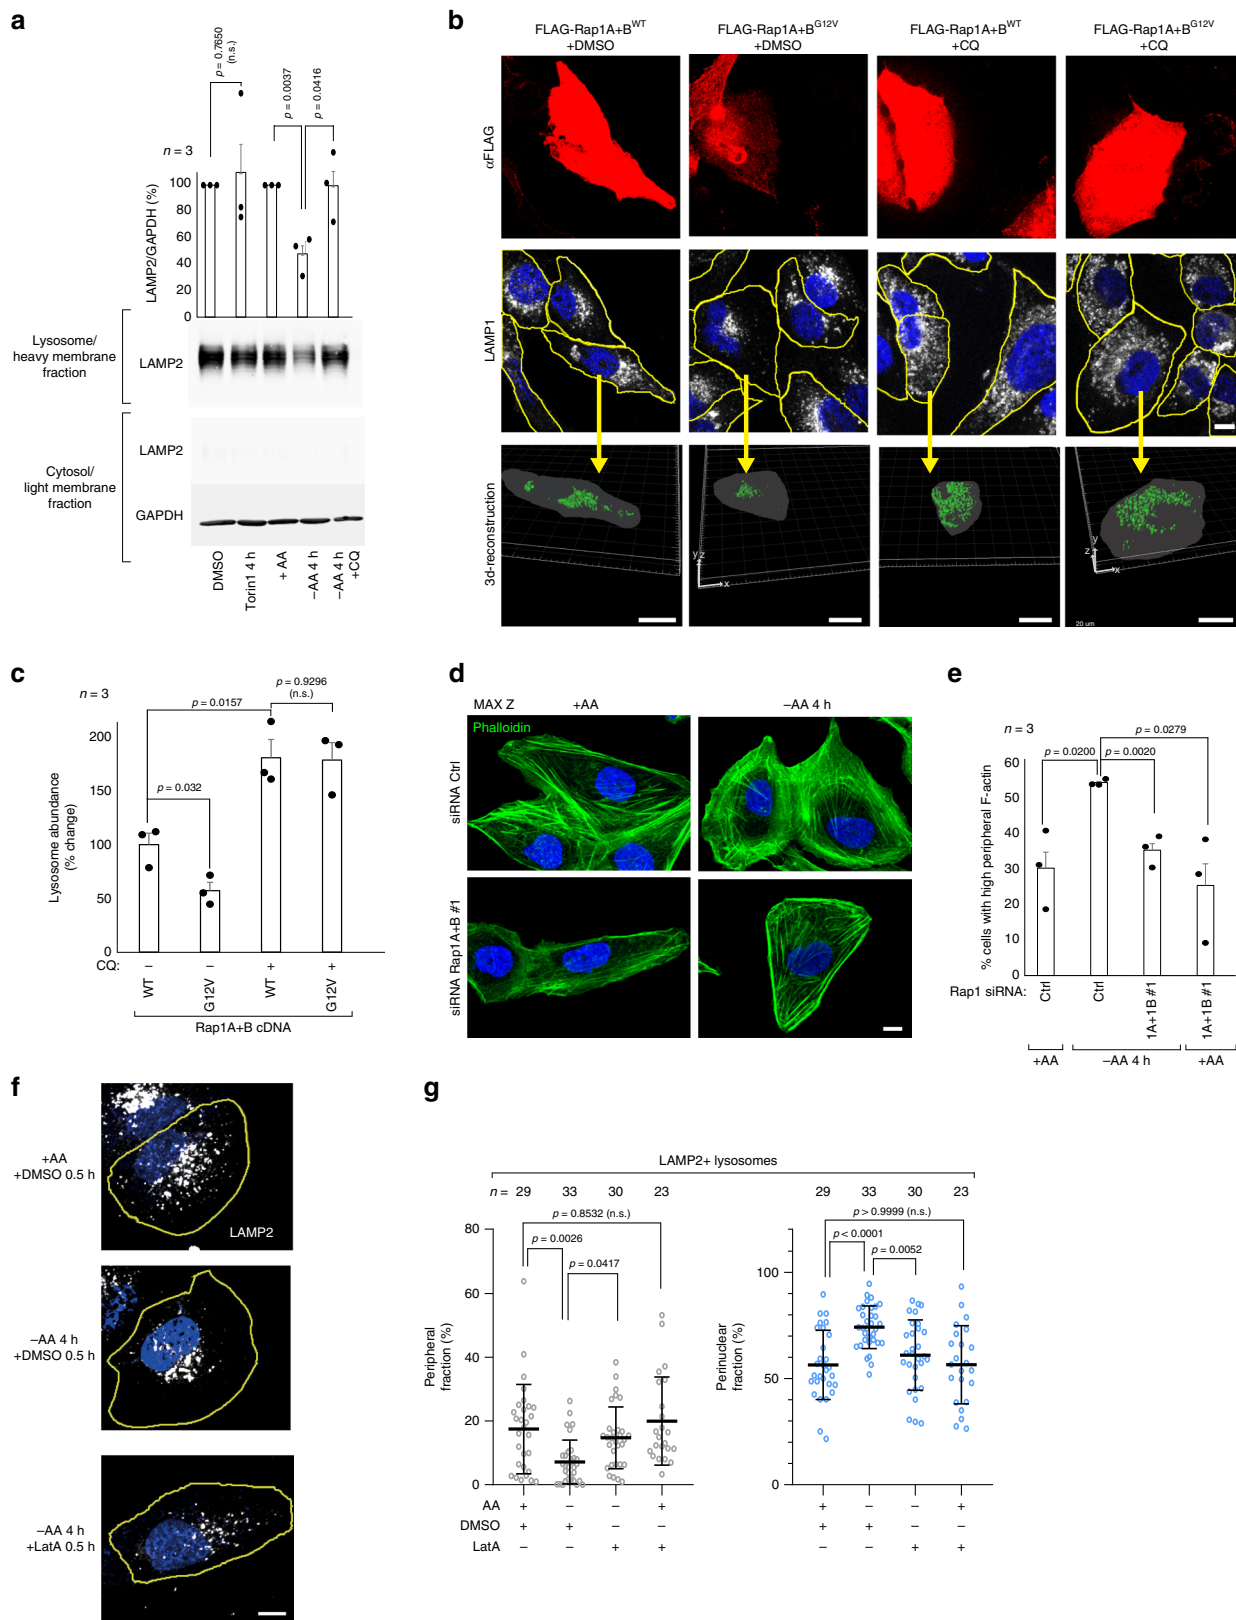 a
p = 0.7650
(n.s.)
p = 0.0037
p = 0.0416
n = 3
LAMP2/GAPDH (%)
100
80
60
40
20
0
Lysosome/
heavy membrane
fraction
LAMP2
Cytosol/
light membrane
fraction
LAMP2
GAPDH
DMSO
Torin1 4 h
+ AA
–AA 4 h
–AA 4 h
+CQ
b
FLAG-Rap1A+B^WT
+DMSO
FLAG-Rap1A+B^G12V
+DMSO
FLAG-Rap1A+B^WT
+CQ
FLAG-Rap1A+B^G12V
+CQ
αFLAG
LAMP1
3d-reconstruction
y z
x
y
z
x
20 um
c
n = 3
p = 0.9296
(n.s.)
p = 0.0157
p = 0.032
Lysosome abundance
(% change)
200
150
100
50
0
CQ: – – + +
WT
G12V
WT
G12V
Rap1A+B cDNA
d
MAX Z
+AA
–AA 4 h
Phalloidin
siRNA Ctrl
siRNA Rap1A+B #1
e
n = 3
p = 0.0279
p = 0.0200
p = 0.0020
% cells with high peripheral F-actin
60
50
40
30
20
10
0
Rap1 siRNA:
Ctrl
Ctrl
1A+1B #1
1A+1B #1
+AA
–AA 4 h
+AA
f
+AA
+DMSO 0.5 h
LAMP2
–AA 4 h
+DMSO 0.5 h
–AA 4 h
+LatA 0.5 h
g
LAMP2+ lysosomes
n = 29 33 30 23
29 33 30 23
p = 0.8532 (n.s.)
p = 0.0026
p = 0.0417
Peripheral
fraction (%)
80
60
40
20
0
p > 0.9999 (n.s.)
p < 0.0001
p = 0.0052
Perinuclear
fraction (%)
100
50
0
AA + – – + + – – +
DMSO + + – – + + – –
LatA – – + + – – + +